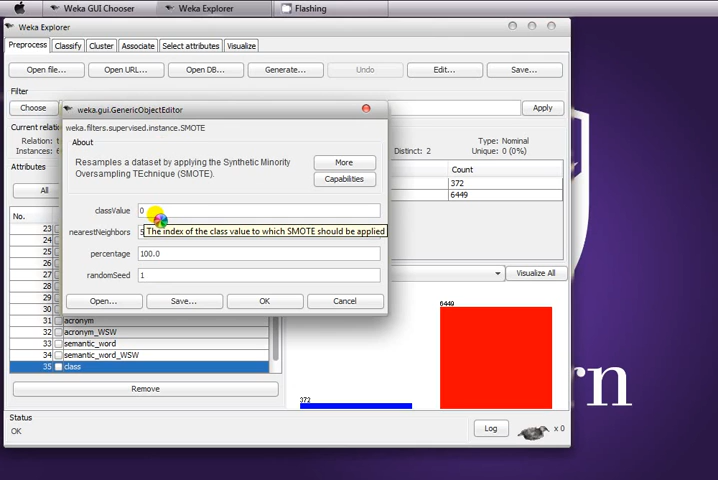 Weka GUI Chooser
Weka Explorer
Flashing
Weka Explorer
Preprocess
Classify
Cluster
Associate
Select attributes
Visualize
Open file...
Open URL...
Open DB...
Generate...
Undo
Edit...
Save...
Filter
Choose
Apply
weka.gui.GenericObjectEditor
Current relati
Relation: t
Instances: 6
Type: Nominal
Distinct: 2
Unique: 0 (0%)
weka.filters.supervised.instance.SMOTE
About
Resamples a dataset by applying the Synthetic Minority
Oversampling TEchnique (SMOTE).
More
Capabilities
Attributes
All
Count
372
6449
classValue
0
nearestNeighbors
5
The index of the class value to which SMOTE should be applied
percentage
100.0
randomSeed
1
Open...
Save...
OK
Cancel
Visualize All
No.
23
24
25
26
27
28
29
30
31 acronym
32 acronym_WSW
33 semantic_word
34 semantic_word_WSW
35 class
Remove
372
6449
Status
OK
Log
x 0
rn